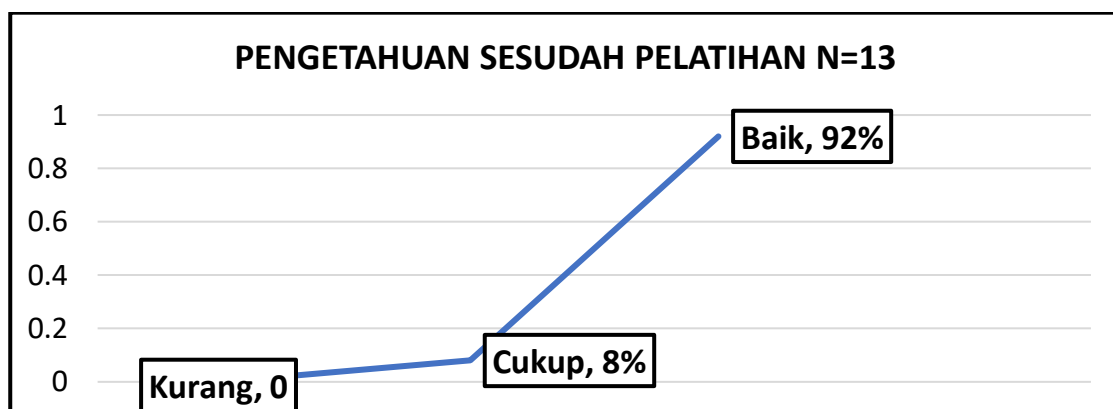 PENGETAHUAN SESUDAH PELATIHAN N=13
1
Baik, 92%
0.8
0.6
0.4
0.2
Cukup, 8%
0
Kurang, 0